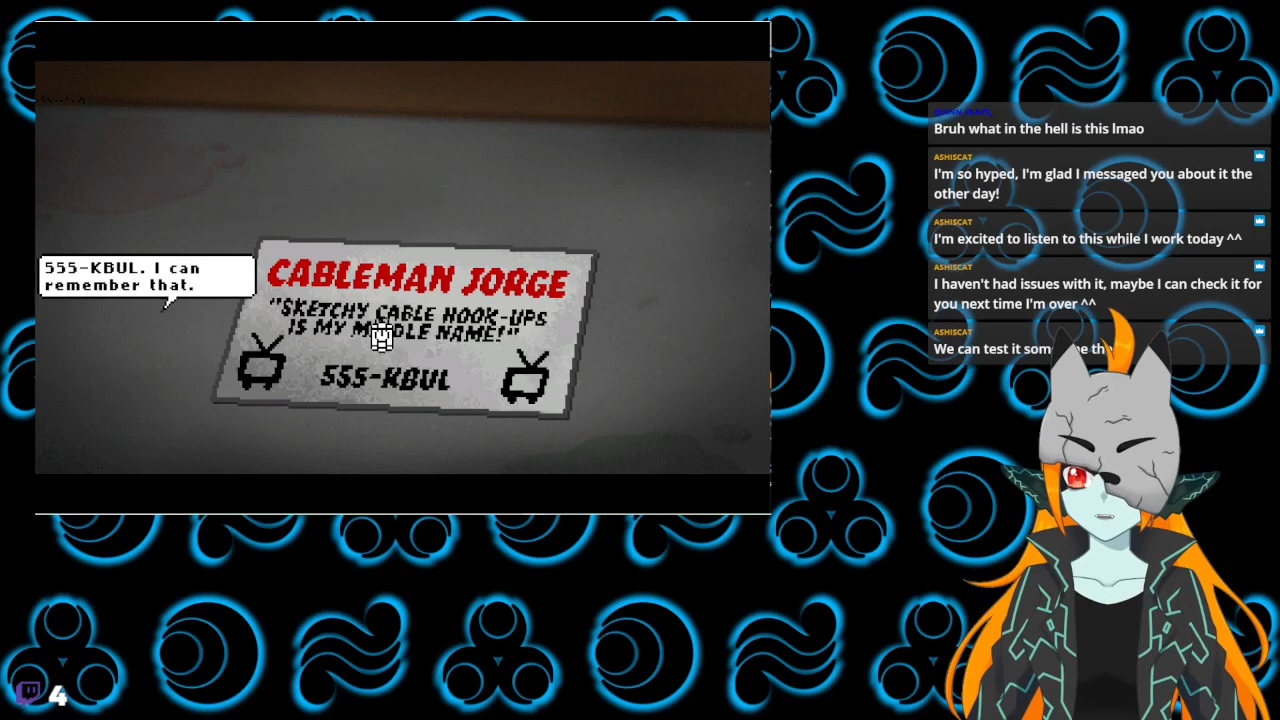 555-KBUL. I can
remember that.
CABLEMAN JORGE
"SKETCHY CABLE HOOK-UPS
IS MY MIDDLE NAME!"
555-KBUL
Bruh what in the hell is this lmao
ASHISCAT
I'm so hyped, I'm glad I messaged you about it the
other day!
ASHISCAT
I'm excited to listen to this while I work today ^^
ASHISCAT
I haven't had issues with it, maybe I can check it for
you next time I'm over ^^
ASHISCAT
We can test it
4